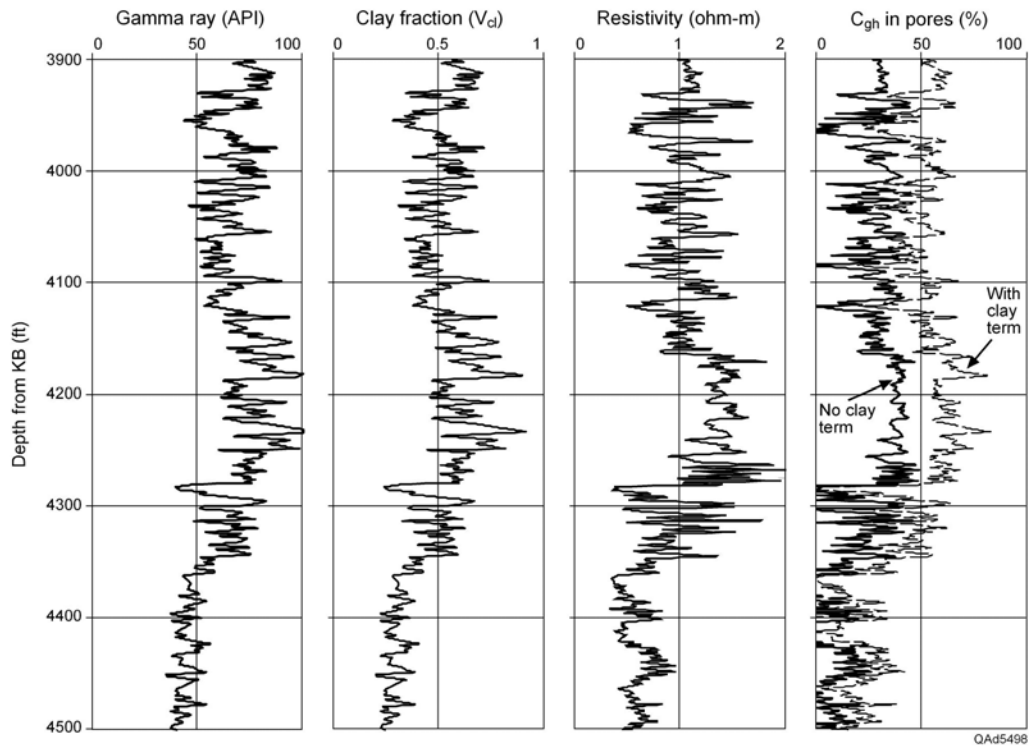 Gamma ray (API)
Clay fraction (Vcl)
Resistivity (ohm-m)
Cgh in pores (%)
0 50 100
0 0.5 1
0 1 2
0 50 100
3900
4000
4100
4200
4300
4400
4500
Depth from KB (ft)
With
clay
term
No clay
term
QAd5498